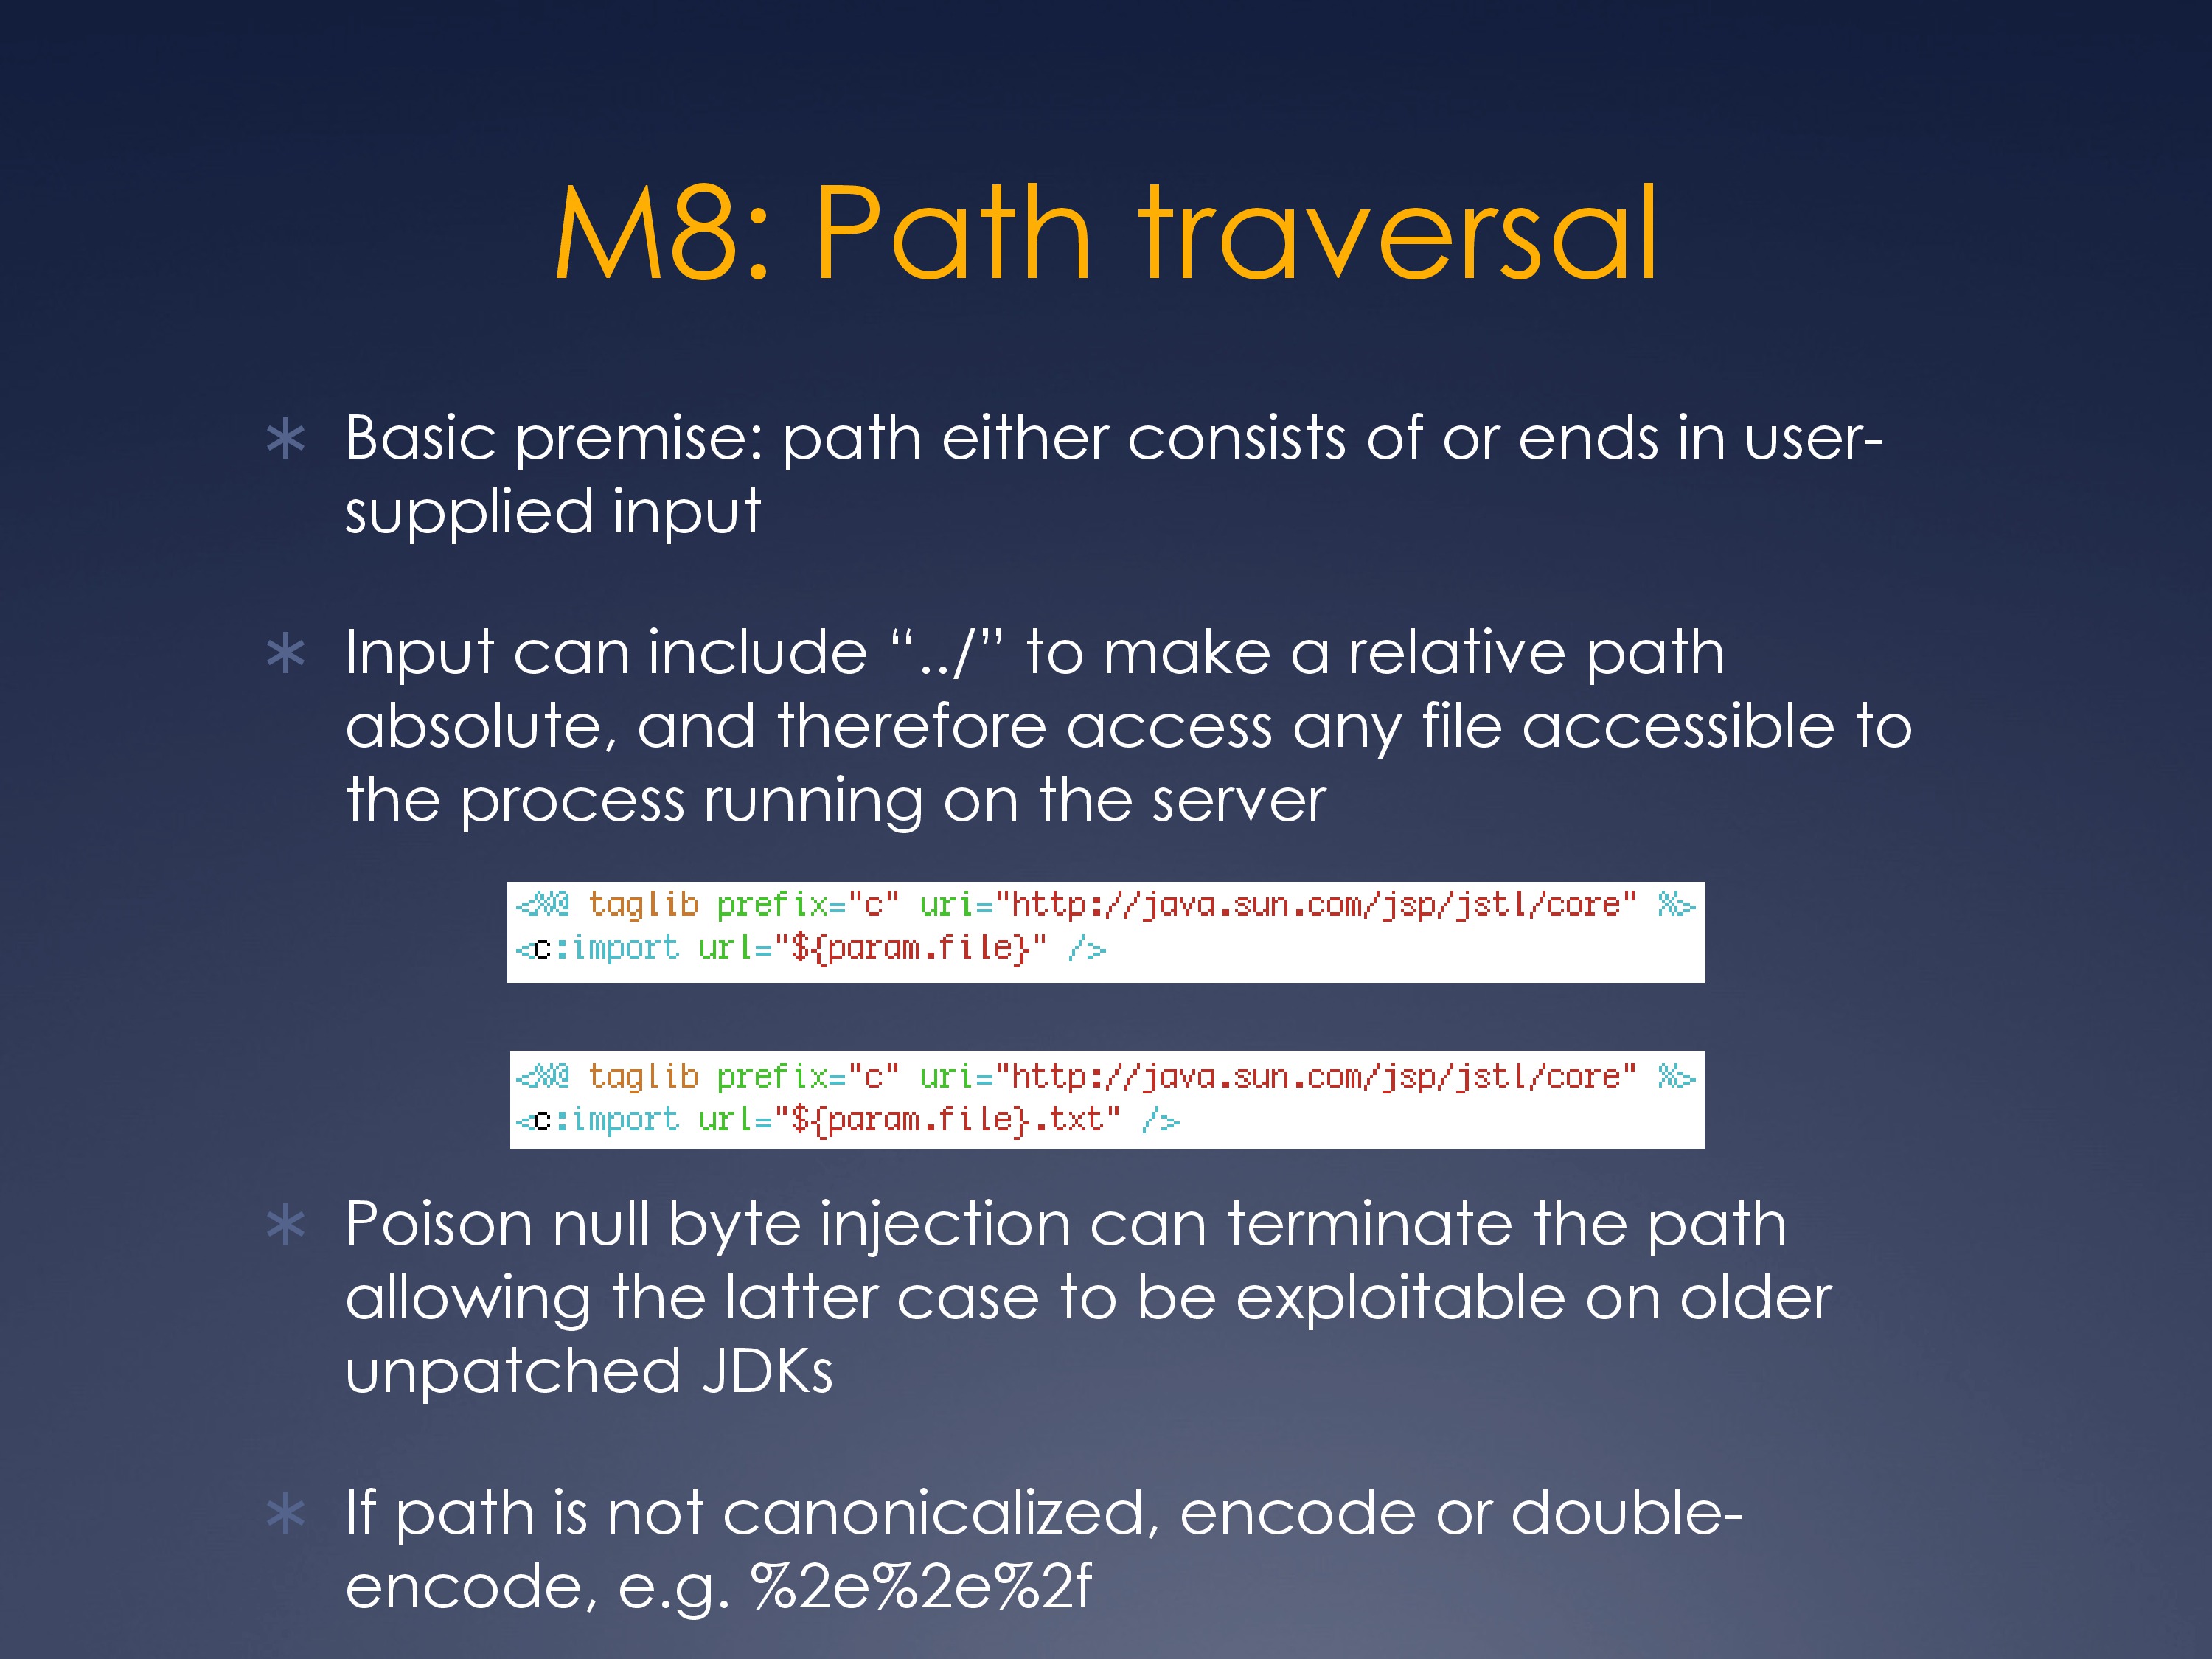 M8: Path traversal
Basic premise: path either consists of or ends in user-
supplied input
Input can include “../” to make a relative path
absolute, and therefore access any file accessible to
the process running on the server
<%@ taglib prefix="c" uri="http://java.sun.com/jsp/jstl/core" %>
<c:import url="${param.file}" />
<%@ taglib prefix="c" uri="http://java.sun.com/jsp/jstl/core" %>
<c:import url="${param.file}.txt" />
Poison null byte injection can terminate the path
allowing the latter case to be exploitable on older
unpatched JDKs
If path is not canonicalized, encode or double-
encode, e.g. %2e%2e%2f